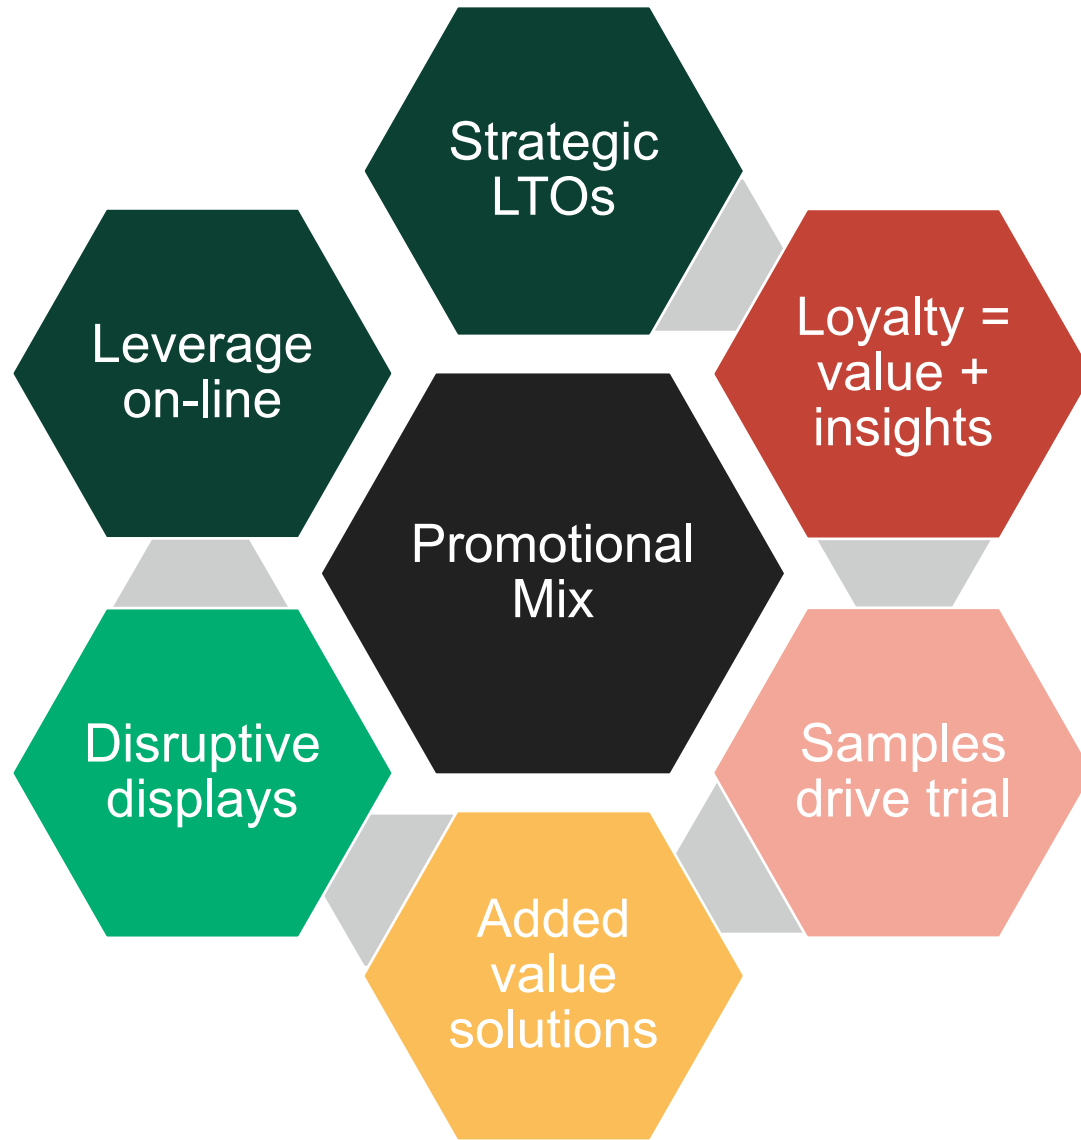 Strategic
LTOs
Loyalty =
value +
insights
Samples
drive trial
Added
value
solutions
Disruptive
displays
Leverage
on-line
Promotional
Mix